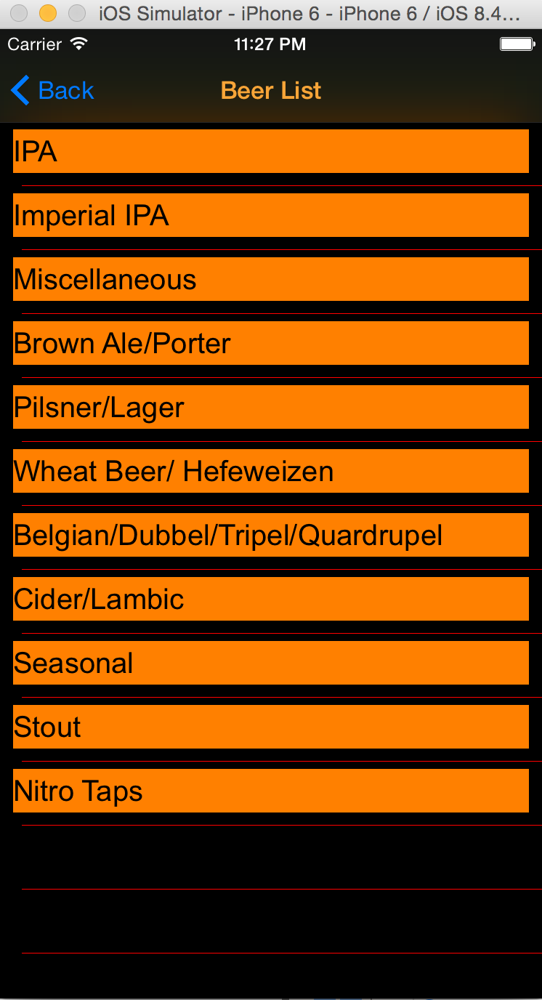 iOS Simulator - iPhone 6 - iPhone 6 / iOS 8.4...
Carrier 11:27 PM
Back Beer List
IPA
Imperial IPA
Miscellaneous
Brown Ale/Porter
Pilsner/Lager
Wheat Beer/ Hefeweizen
Belgian/Dubbel/Tripel/Quardrupel
Cider/Lambic
Seasonal
Stout
Nitro Taps